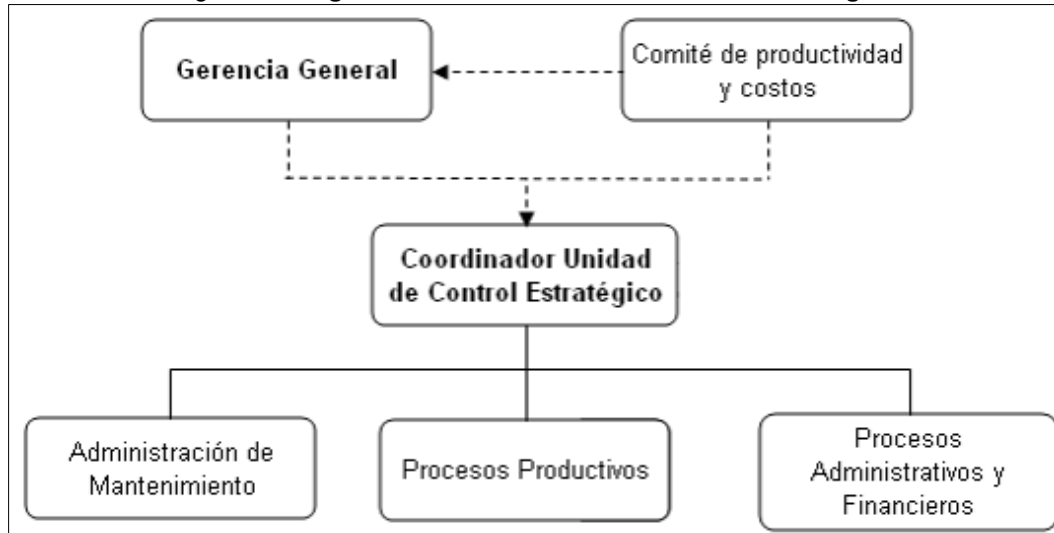 Gerencia General
Comité de productividad
y costos
Coordinador Unidad
de Control Estratégico
Administración de
Mantenimiento
Procesos Productivos
Procesos
Administrativos y
Financieros